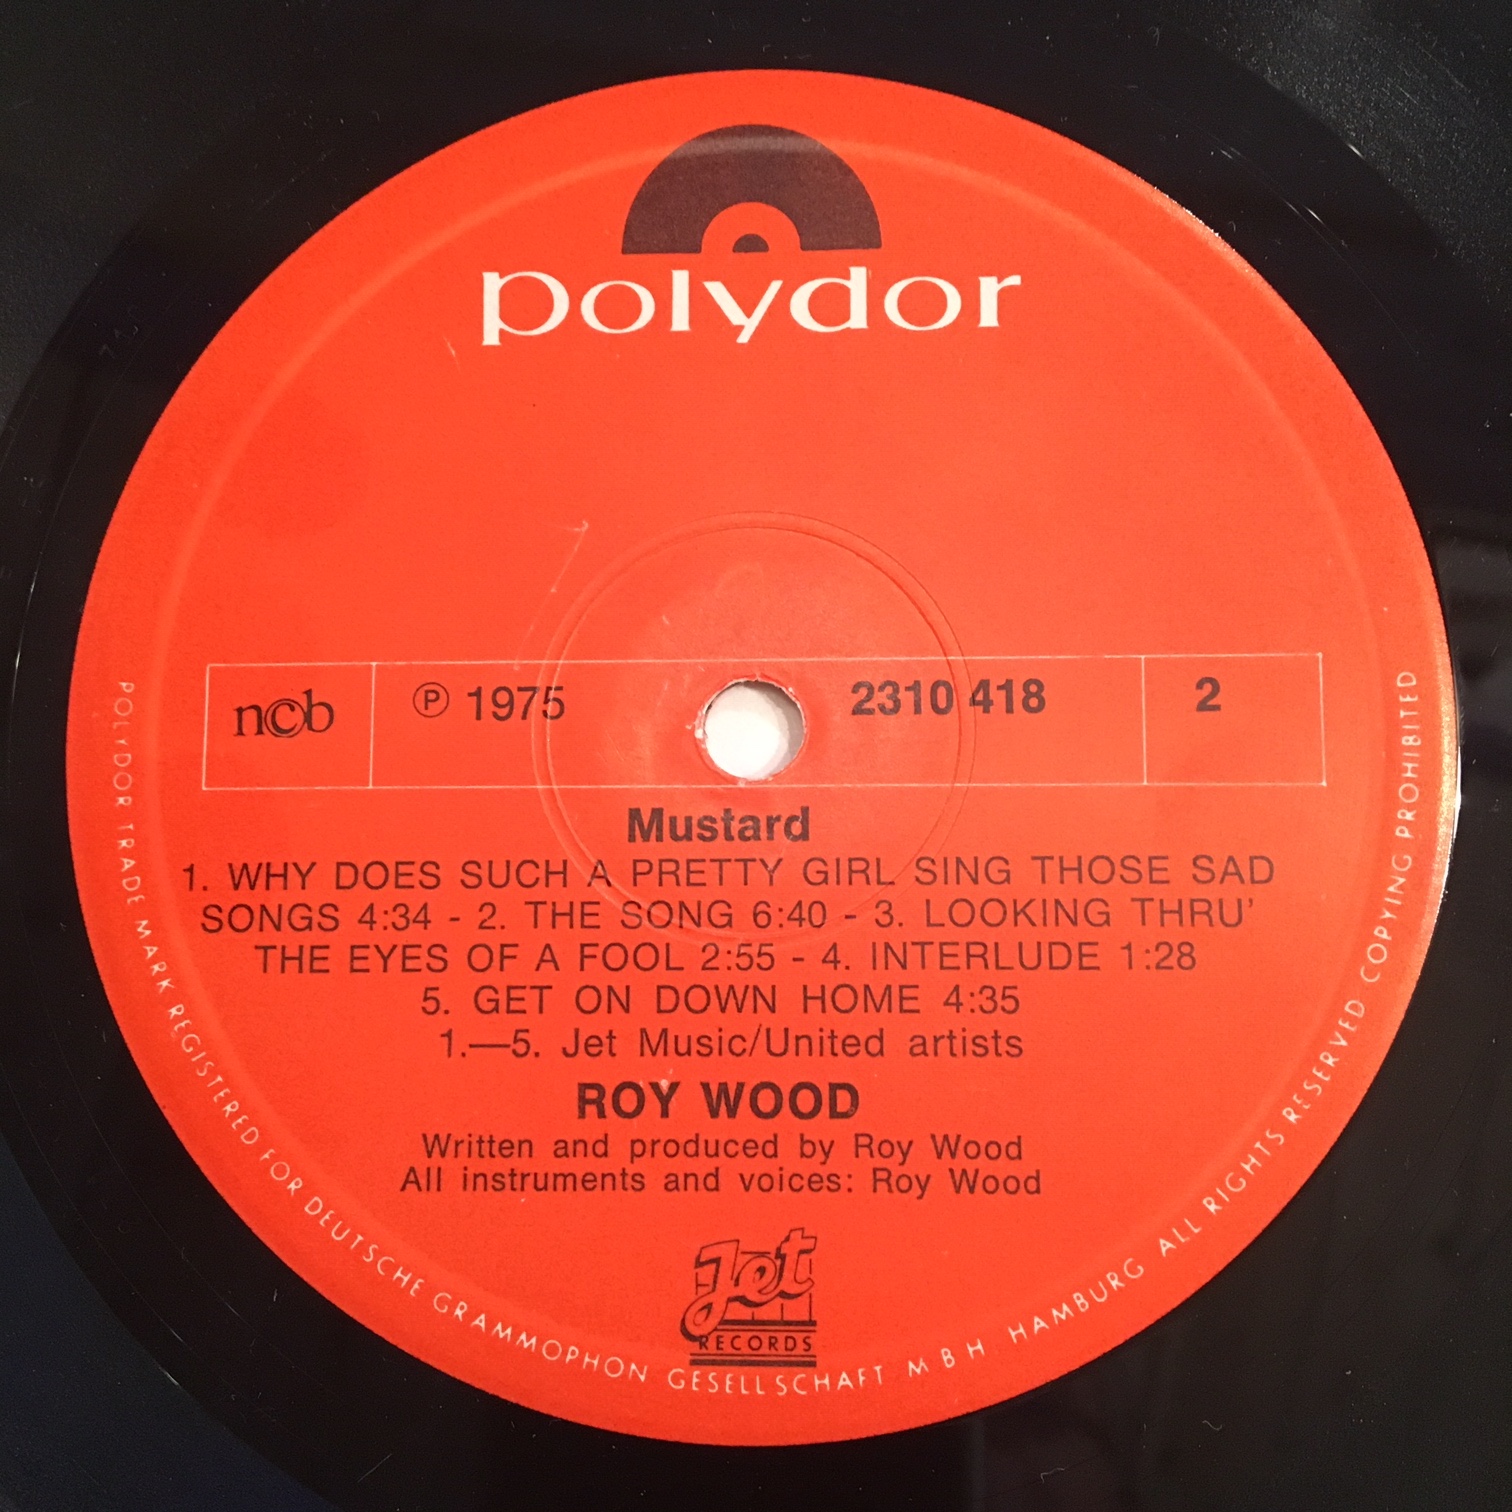 polydor
ncb
℗ 1975
2310 418
2
Mustard
1. WHY DOES SUCH A PRETTY GIRL SING THOSE SAD
SONGS 4:34 - 2. THE SONG 6:40 - 3. LOOKING THRU'
THE EYES OF A FOOL 2:55 - 4. INTERLUDE 1:28
5. GET ON DOWN HOME 4:35
1.—5. Jet Music/United artists
ROY WOOD
Written and produced by Roy Wood
All instruments and voices: Roy Wood
Jet
RECORDS
POLYDOR TRADE MARK REGISTERED FOR DEUTSCHE GRAMMOPHON GESELLSCHAFT MBH HAMBURG ALL RIGHTS RESERVED COPYING PROHIBITED